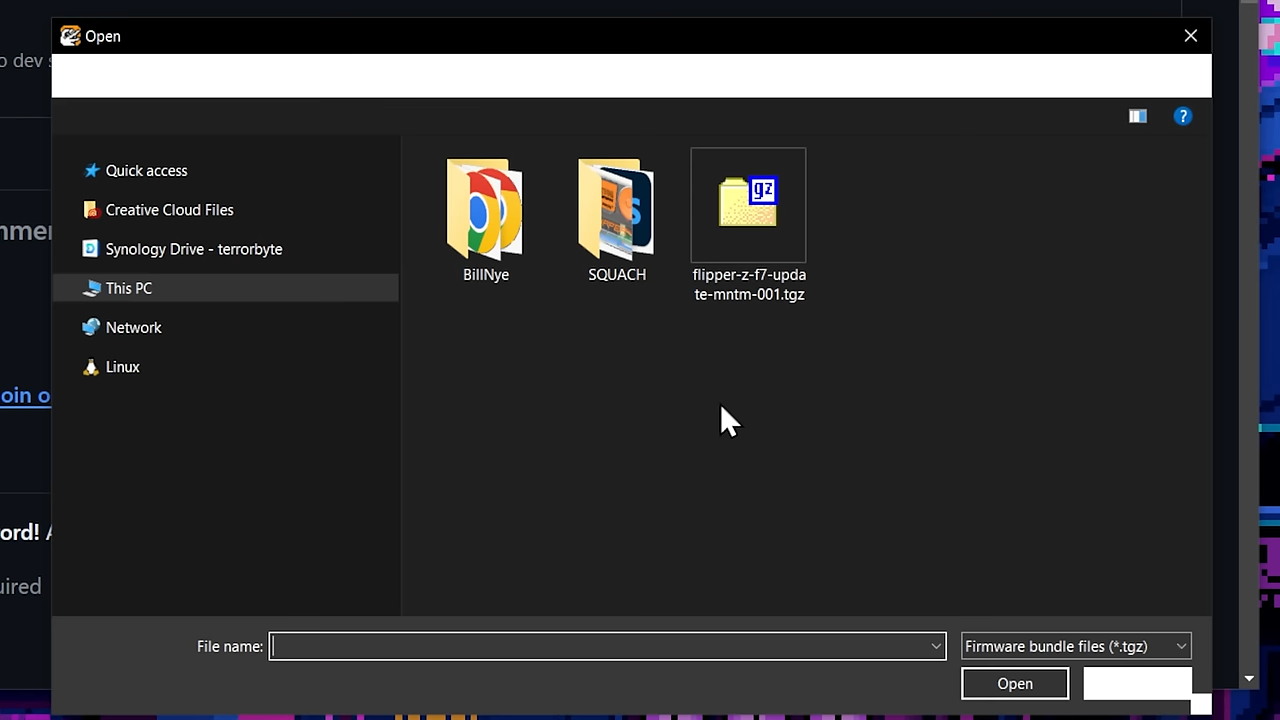 Open
o dev s
?
Quick access
Creative Cloud Files
Synology Drive - terrorbyte
This PC
Network
Linux
gz
BillNye
SQUACH
flipper-z-f7-upda
te-mntm-001.tgz
nmer
oin o
ord! A
uired
File name:
Firmware bundle files (*.tgz)
Open